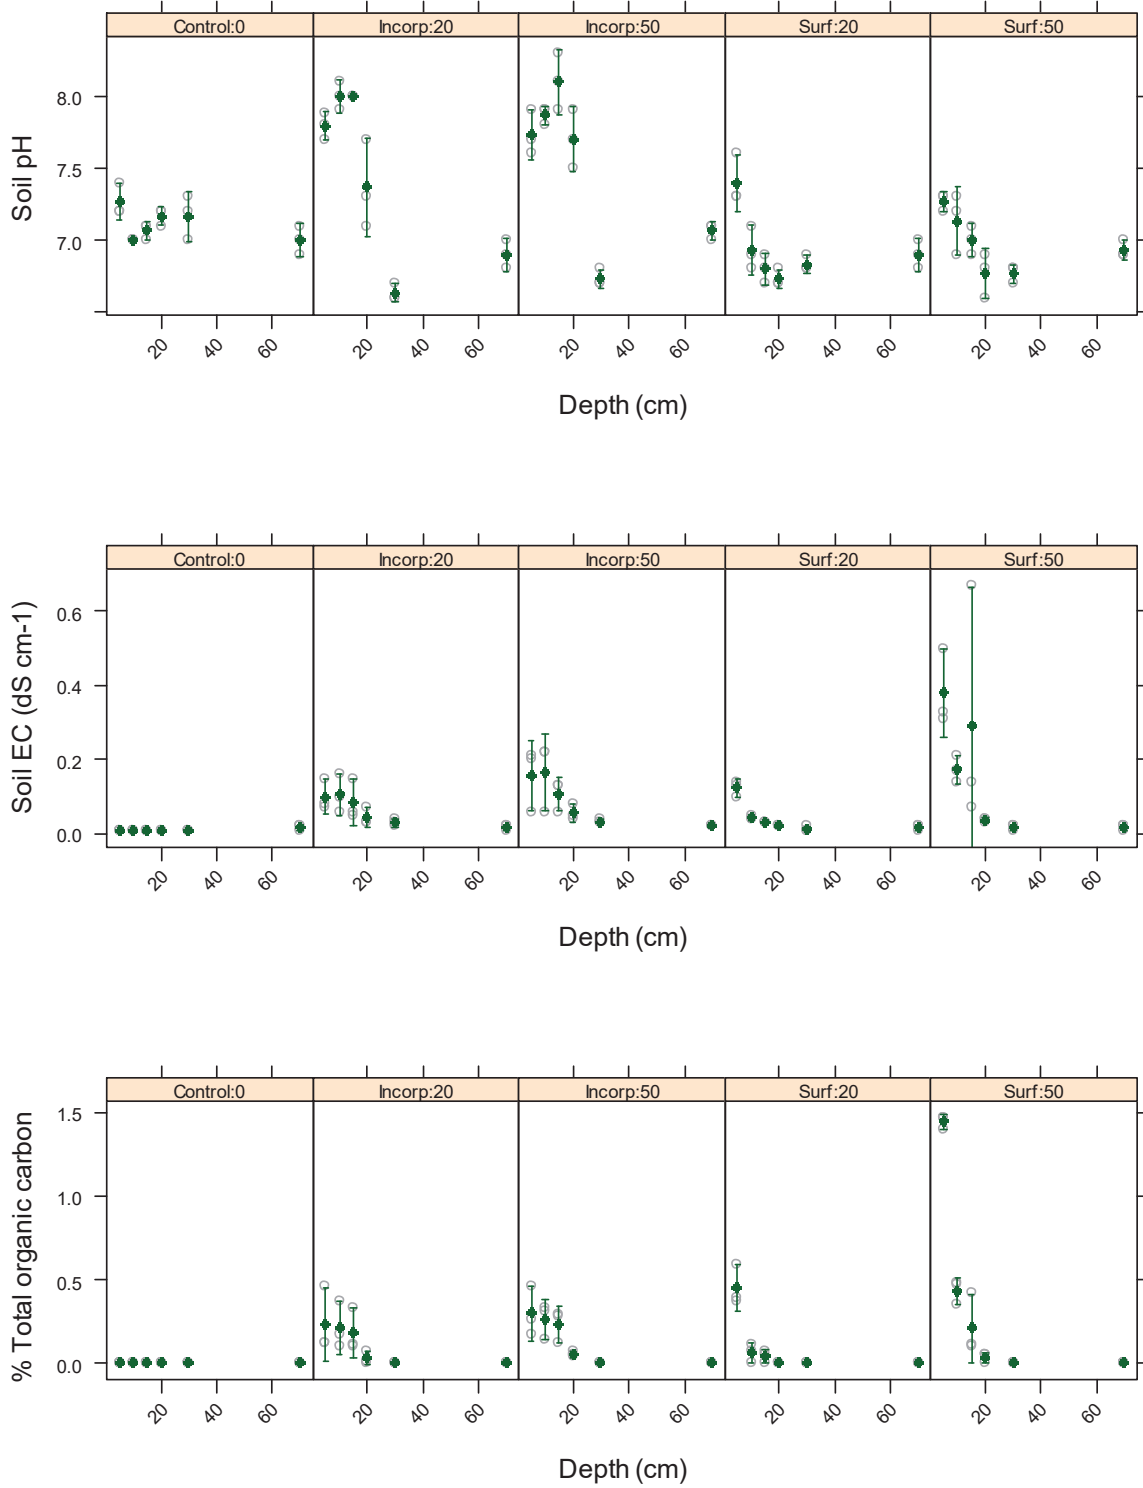 Control:0 Incorp:20 Incorp:50 Surf:20 Surf:50
8.0
7.5
7.0
Soil pH
20 40 60 20 40 60 20 40 60 20 40 60 20 40 60
Depth (cm)
Control:0 Incorp:20 Incorp:50 Surf:20 Surf:50
0.6
0.4
0.2
0.0
Soil EC (dS cm-1)
20 40 60 20 40 60 20 40 60 20 40 60 20 40 60
Depth (cm)
Control:0 Incorp:20 Incorp:50 Surf:20 Surf:50
1.5
1.0
0.5
0.0
% Total organic carbon
20 40 60 20 40 60 20 40 60 20 40 60 20 40 60
Depth (cm)